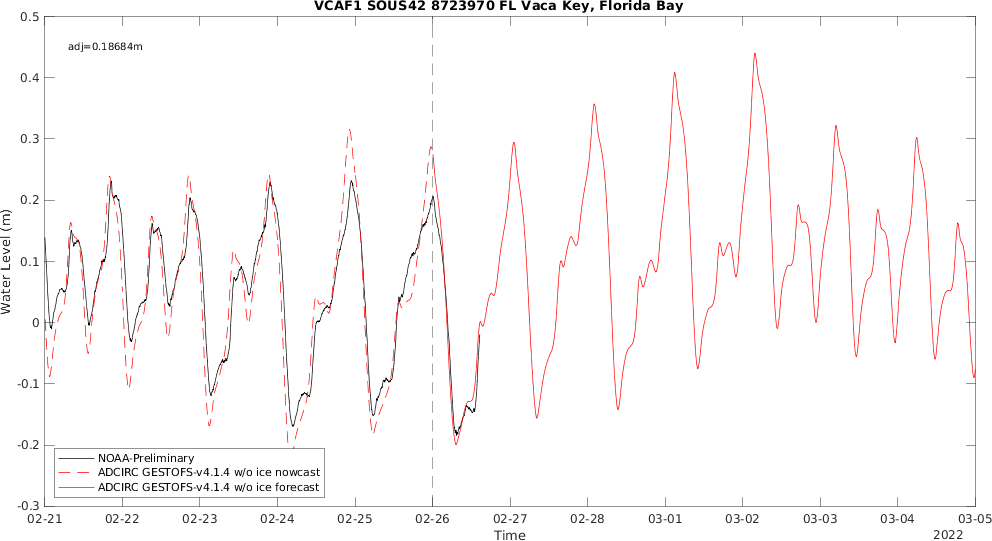 VCAF1 SOUS42 8723970 FL Vaca Key, Florida Bay
adj=0.18684m
0.5
0.4
0.3
0.2
0.1
0
-0.1
-0.2
-0.3
Water Level (m)
NOAA-Preliminary
ADCIRC GESTOFS-v4.1.4 w/o ice nowcast
ADCIRC GESTOFS-v4.1.4 w/o ice forecast
02-21 02-22 02-23 02-24 02-25 02-26 02-27 02-28 03-01 03-02 03-03 03-04 03-05
Time
2022